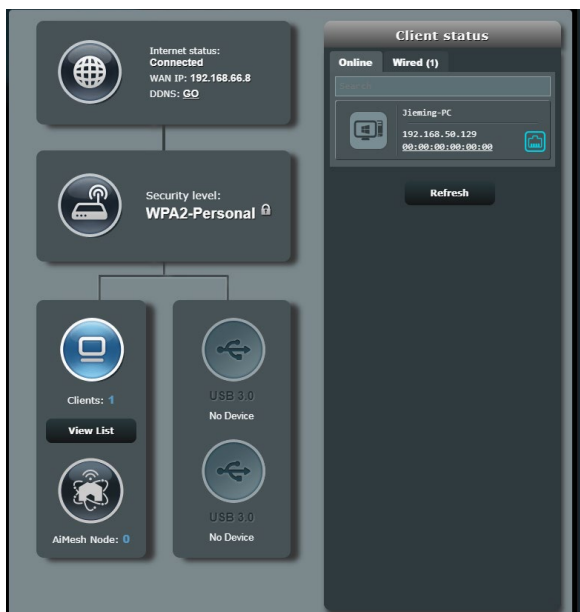 Internet status:
Connected
WAN IP: 192.168.66.8
DDNS: GO
Security level:
WPA2-Personal
Clients: 1
View List
AiMesh Node: 0
USB 3.0
No Device
USB 3.0
No Device
Client status
Online Wired (1)
Search
Jieming-PC
192.168.50.129
00:00:00:00:00:00
Refresh